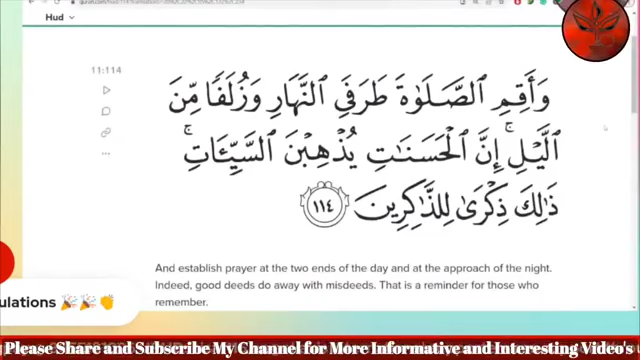 Hud
11:114
وَأَقِمِ ٱلصَّلَوٰةَ طَرَفَىِ ٱلنَّهَارِ وَزُلَفًا مِّنَ
ٱلَّيْلِ ۚ إِنَّ ٱلْحَسَنَـٰتِ يُذْهِبْنَ ٱلسَّيِّـَٔاتِ ۚ
ذَٰلِكَ ذِكْرَىٰ لِلذَّٰكِرِينَ ١١٤
And establish prayer at the two ends of the day and at the approach of the night.
Indeed, good deeds do away with misdeeds. That is a reminder for those who
remember.
ulations 🎉 🎉 👏
Please Share and Subscribe My Channel for More Informative and Interesting Video's